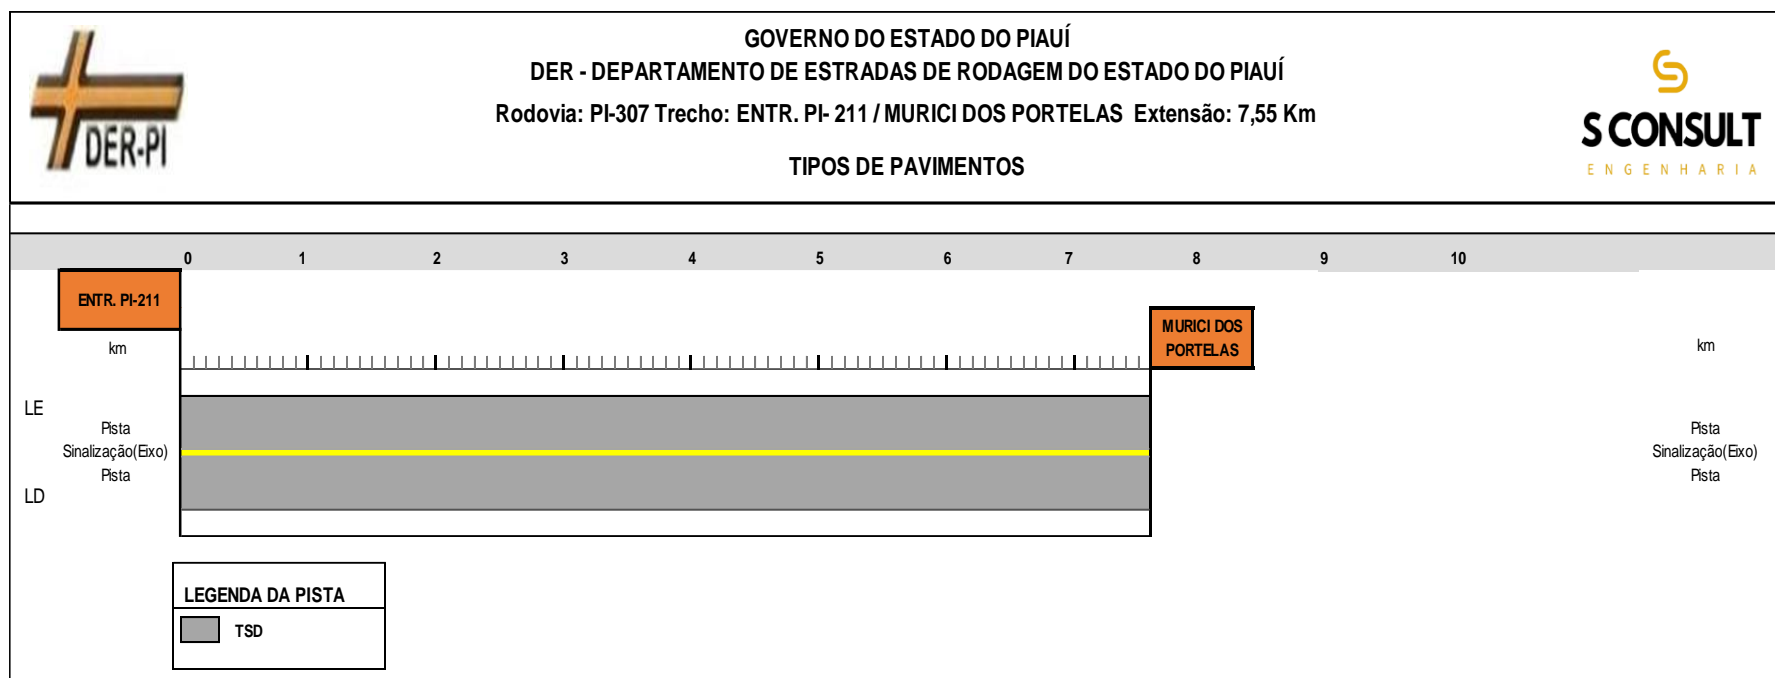 GOVERNO DO ESTADO DO PIAUÍ
DER - DEPARTAMENTO DE ESTRADAS DE RODAGEM DO ESTADO DO PIAUÍ
Rodovia: PI-307 Trecho: ENTR. PI- 211 / MURICI DOS PORTELAS Extensão: 7,55 Km
TIPOS DE PAVIMENTOS
DER-PI
S CONSULT
ENGENHARIA
0 1 2 3 4 5 6 7 8 9 10
ENTR. PI-211
MURICI DOS
PORTELAS
km
km
LE
Pista
Sinalização(Eixo)
Pista
LD
Pista
Sinalização(Eixo)
Pista
LEGENDA DA PISTA
TSD